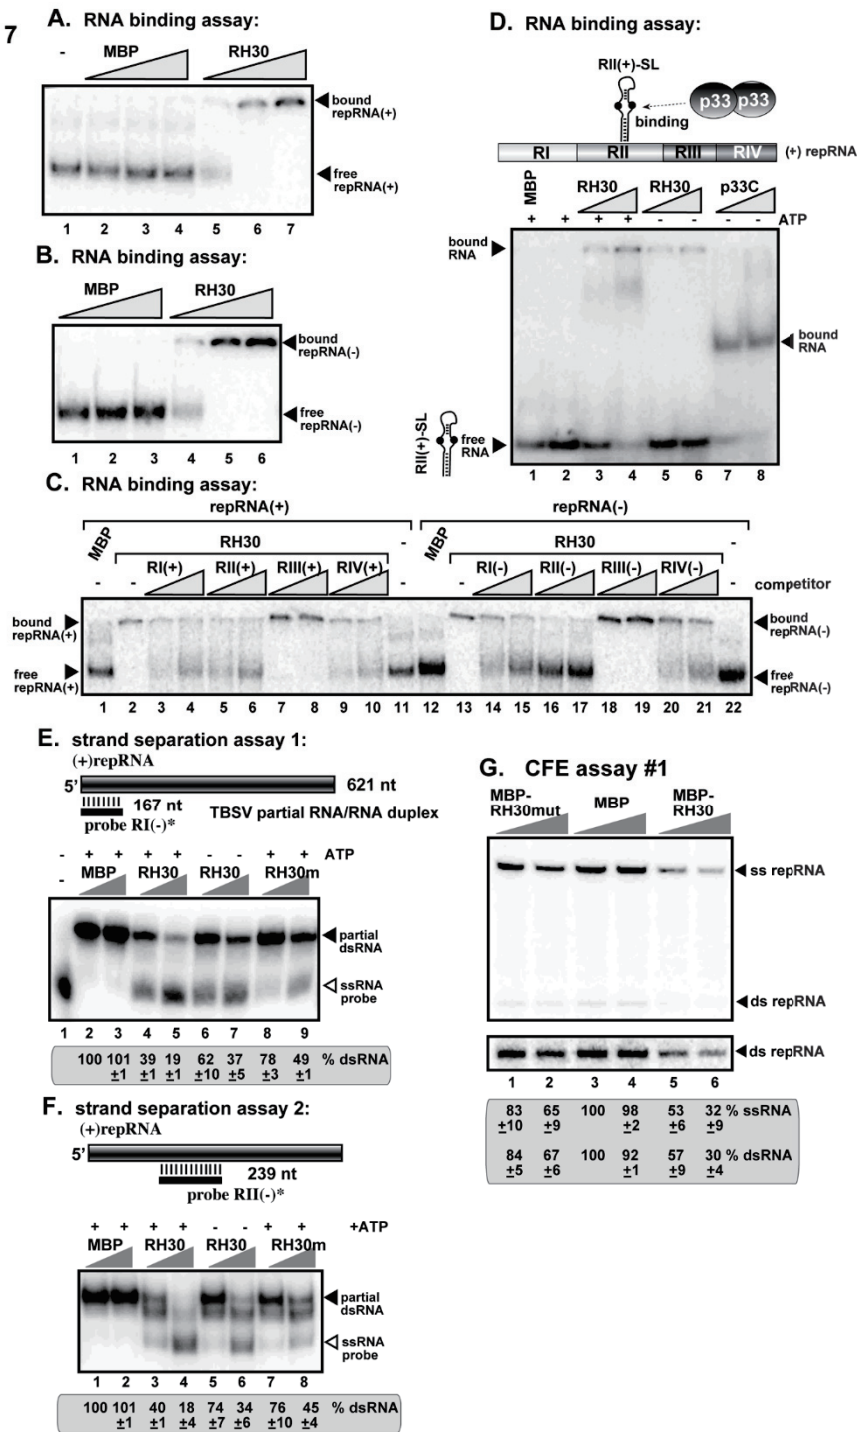 7
A. RNA binding assay:
- MBP RH30
bound repRNA(+)
free repRNA(+)
1 2 3 4 5 6 7
B. RNA binding assay:
MBP RH30
bound repRNA(-)
free repRNA(-)
1 2 3 4 5 6
C. RNA binding assay:
repRNA(+) repRNA(-)
MBP RH30 - MBP RH30 -
- - RI(+) RII(+) RIII(+) RIV(+) - - - RI(-) RII(-) RIII(-) RIV(-) - competitor
bound repRNA(+) bound repRNA(-)
free repRNA(+) free repRNA(-)
1 2 3 4 5 6 7 8 9 10 11 12 13 14 15 16 17 18 19 20 21 22
D. RNA binding assay:
RII(+)-SL
p33 p33
binding
RI RII RIII RIV (+) repRNA
MBP RH30 RH30 p33C
+ + + + - - - - ATP
bound RNA
bound RNA
RII(+)-SL
free RNA
1 2 3 4 5 6 7 8
E. strand separation assay 1:
(+)repRNA
5' 621 nt
167 nt TBSV partial RNA/RNA duplex
probe RI(-)*
- + + + + - - + + ATP
- MBP RH30 RH30 RH30m
partial dsRNA
ssRNA probe
1 2 3 4 5 6 7 8 9
100 101 39 19 62 37 78 49 % dsRNA
±1 ±1 ±1 ±10 ±5 ±3 ±1
F. strand separation assay 2:
(+)repRNA
5'
239 nt
probe RII(-)*
+ + + + - - + + +ATP
MBP RH30 RH30 RH30m
partial dsRNA
ssRNA probe
1 2 3 4 5 6 7 8
100 101 40 18 74 34 76 45 % dsRNA
±1 ±1 ±4 ±7 ±6 ±10 ±4
G. CFE assay #1
MBP-RH30mut MBP MBP-RH30
ss repRNA
ds repRNA
ds repRNA
1 2 3 4 5 6
83 65 100 98 53 32 % ssRNA
±10 ±9 ±2 ±6 ±9
84 67 100 92 57 30 % dsRNA
±5 ±6 ±1 ±9 ±4